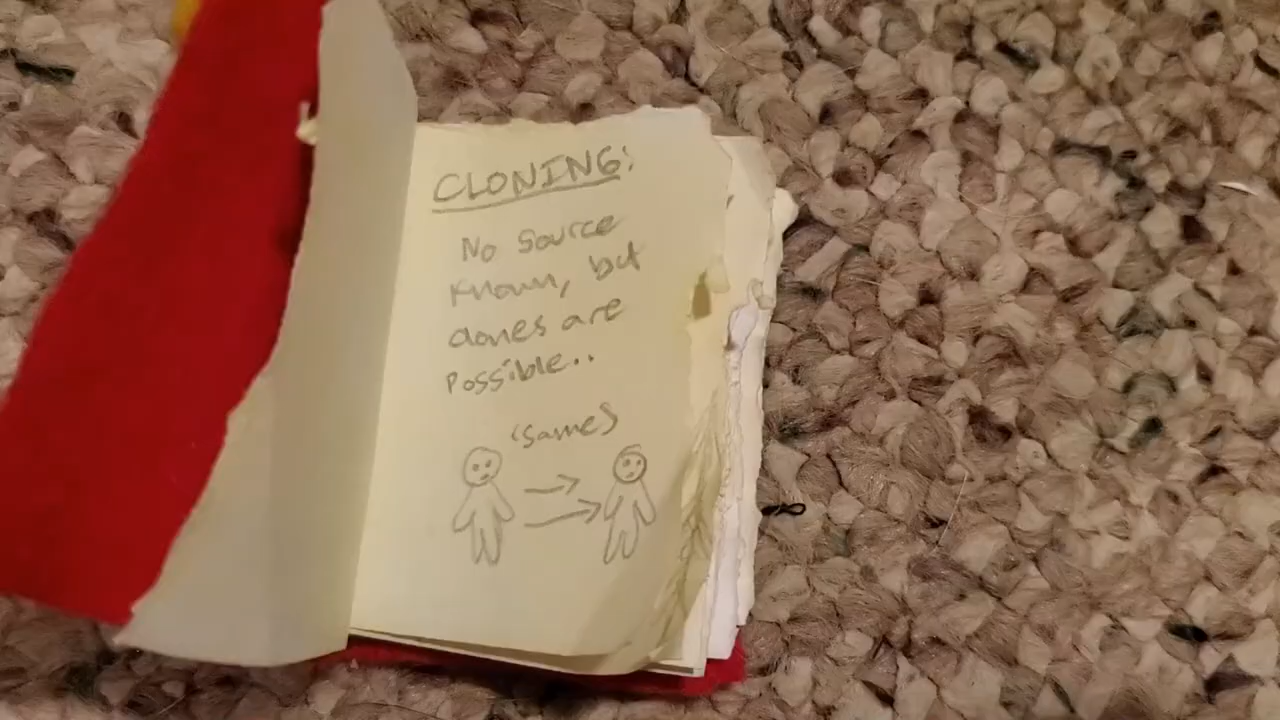 CLONING:
No source
known, but
clones are
Possible..
(same)